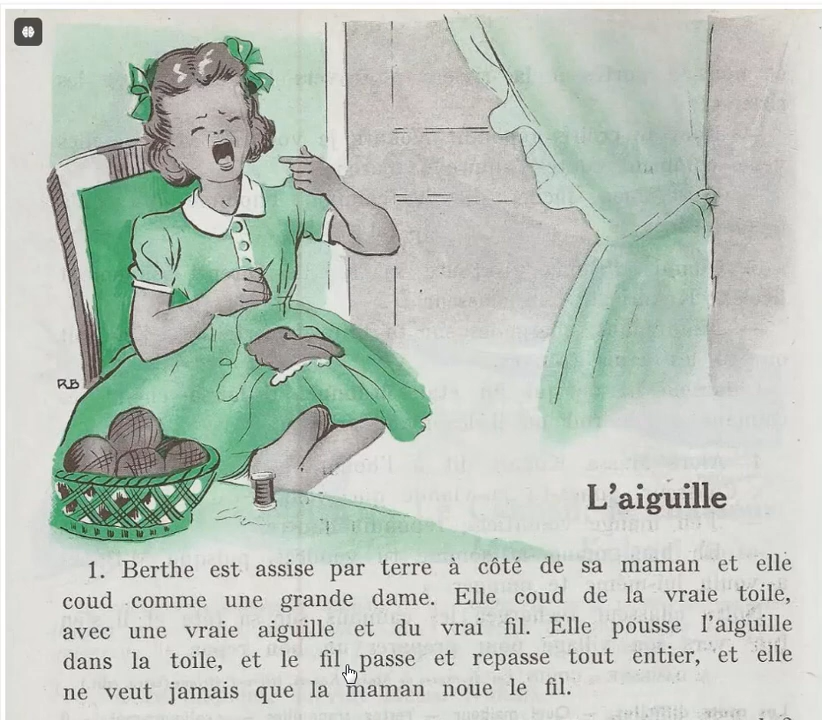 RB
L'aiguille
1. Berthe est assise par terre à côté de sa maman et elle
coud comme une grande dame. Elle coud de la vraie toile,
avec une vraie aiguille et du vrai fil. Elle pousse l'aiguille
dans la toile, et le fil passe et repasse tout entier, et elle
ne veut jamais que la maman noue le fil.